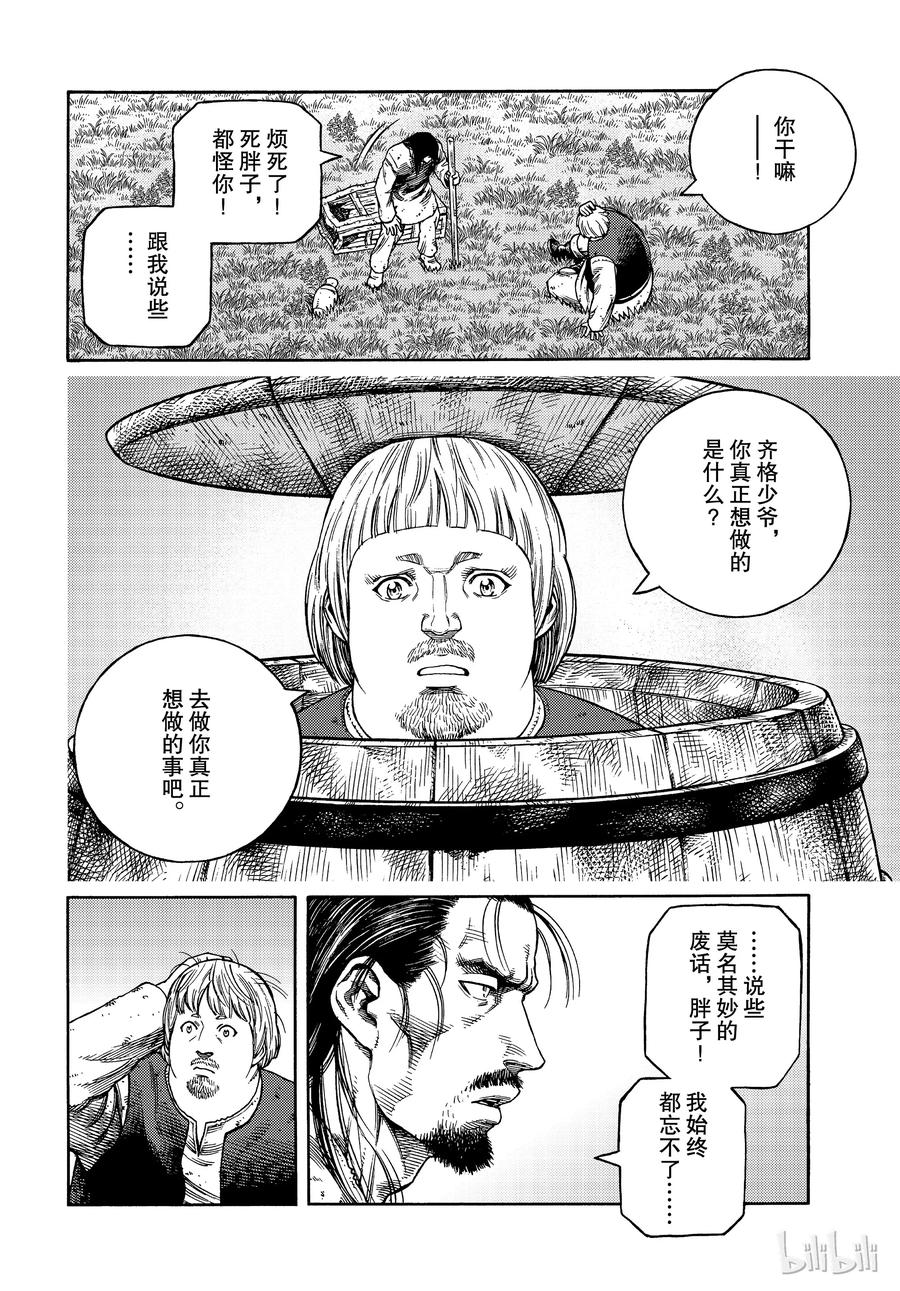 你干嘛
——！
烦死了！
死胖子，
都怪你！
跟我说些
……
齐格少爷，
你真正想做的
是什么？
去做你真正
想做的事吧。
……说些
莫名其妙的
废话，胖子！
我始终
都忘不了……
bilibili